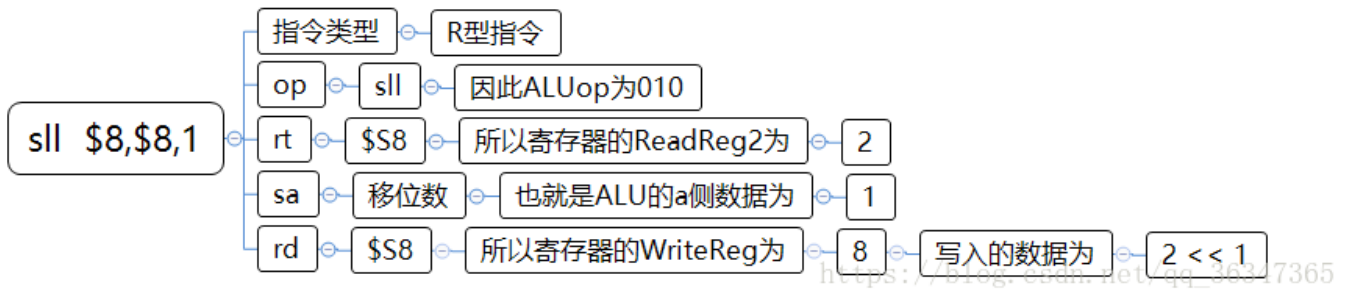 sll $8,$8,1
指令类型 R型指令
op sll 因此ALUop为010
rt $S8 所以寄存器的ReadReg2为 2
sa 移位数 也就是ALU的a侧数据为 1
rd $S8 所以寄存器的WriteReg为 8 写入的数据为 2 << 1
https://blog.csdn.net/qq_36347365